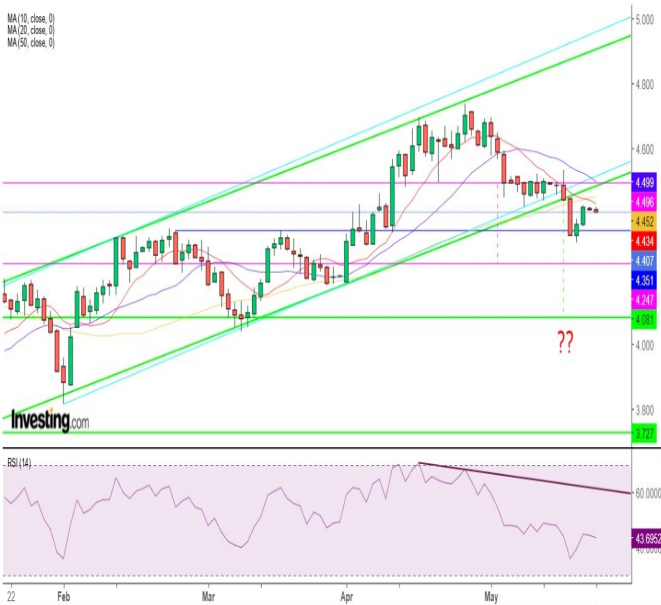 MA (10, close, 0)
MA (20, close, 0)
MA (50, close, 0)
5.000
4.800
4.600
4.499
4.496
4.452
4.434
4.407
4.351
4.247
4.081
4.000
3.800
3.727
??
Investing.com
RSI (14)
60.0000
43.6952
22
Feb
Mar
Apr
May